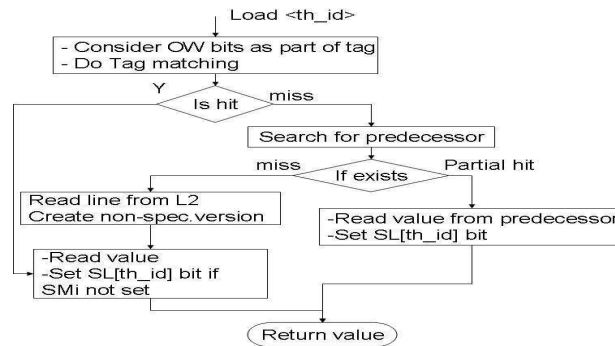 Load <th_id>
- Consider OW bits as part of tag
- Do Tag matching
Y
Is hit
miss
Search for predecessor
miss
If exists
Partial hit
Read line from L2
Create non-spec.version
-Read value from predecessor
-Set SL[th_id] bit
-Read value
-Set SL[th_id] bit if
SMi not set
Return value